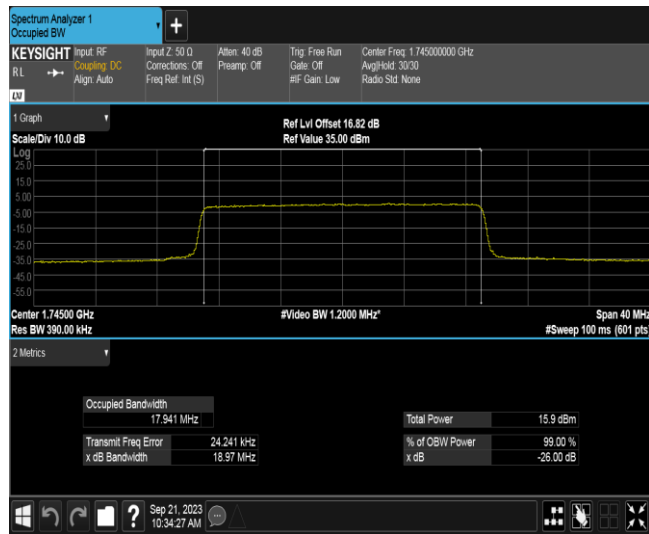 Spectrum Analyzer 1
Occupied BW
+
KEYSIGHT
RL
LXI
Input: RF
Coupling: DC
Align: Auto
Input Z: 50 Ω
Corrections: Off
Freq Ref: Int (S)
Atten: 40 dB
Preamp: Off
Trig: Free Run
Gate: Off
#IF Gain: Low
Center Freq: 1.745000000 GHz
Avg|Hold: 30/30
Radio Std: None
1 Graph
Scale/Div 10.0 dB
Ref Lvl Offset 16.82 dB
Ref Value 35.00 dBm
Log
25.0
15.0
5.00
-5.00
-15.0
-25.0
-35.0
-45.0
-55.0
Center 1.74500 GHz
Res BW 390.00 kHz
#Video BW 1.2000 MHz*
Span 40 MHz
#Sweep 100 ms (601 pts)
2 Metrics
Occupied Bandwidth
17.941 MHz
Transmit Freq Error 24.241 kHz
x dB Bandwidth 18.97 MHz
Total Power 15.9 dBm
% of OBW Power 99.00 %
x dB -26.00 dB
?
Sep 21, 2023
10:34:27 AM